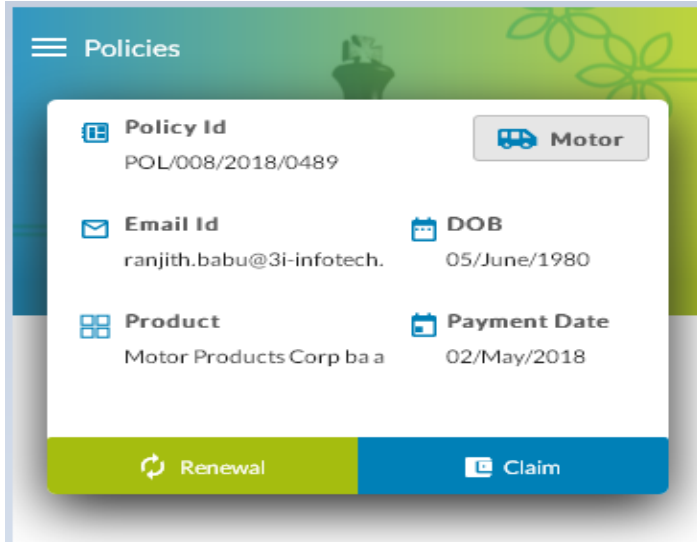 Policies
Policy Id
POL/008/2018/0489
Motor
Email Id
ranjith.babu@3i-infotech.
DOB
05/June/1980
Product
Motor Products Corp ba a
Payment Date
02/May/2018
Renewal
Claim